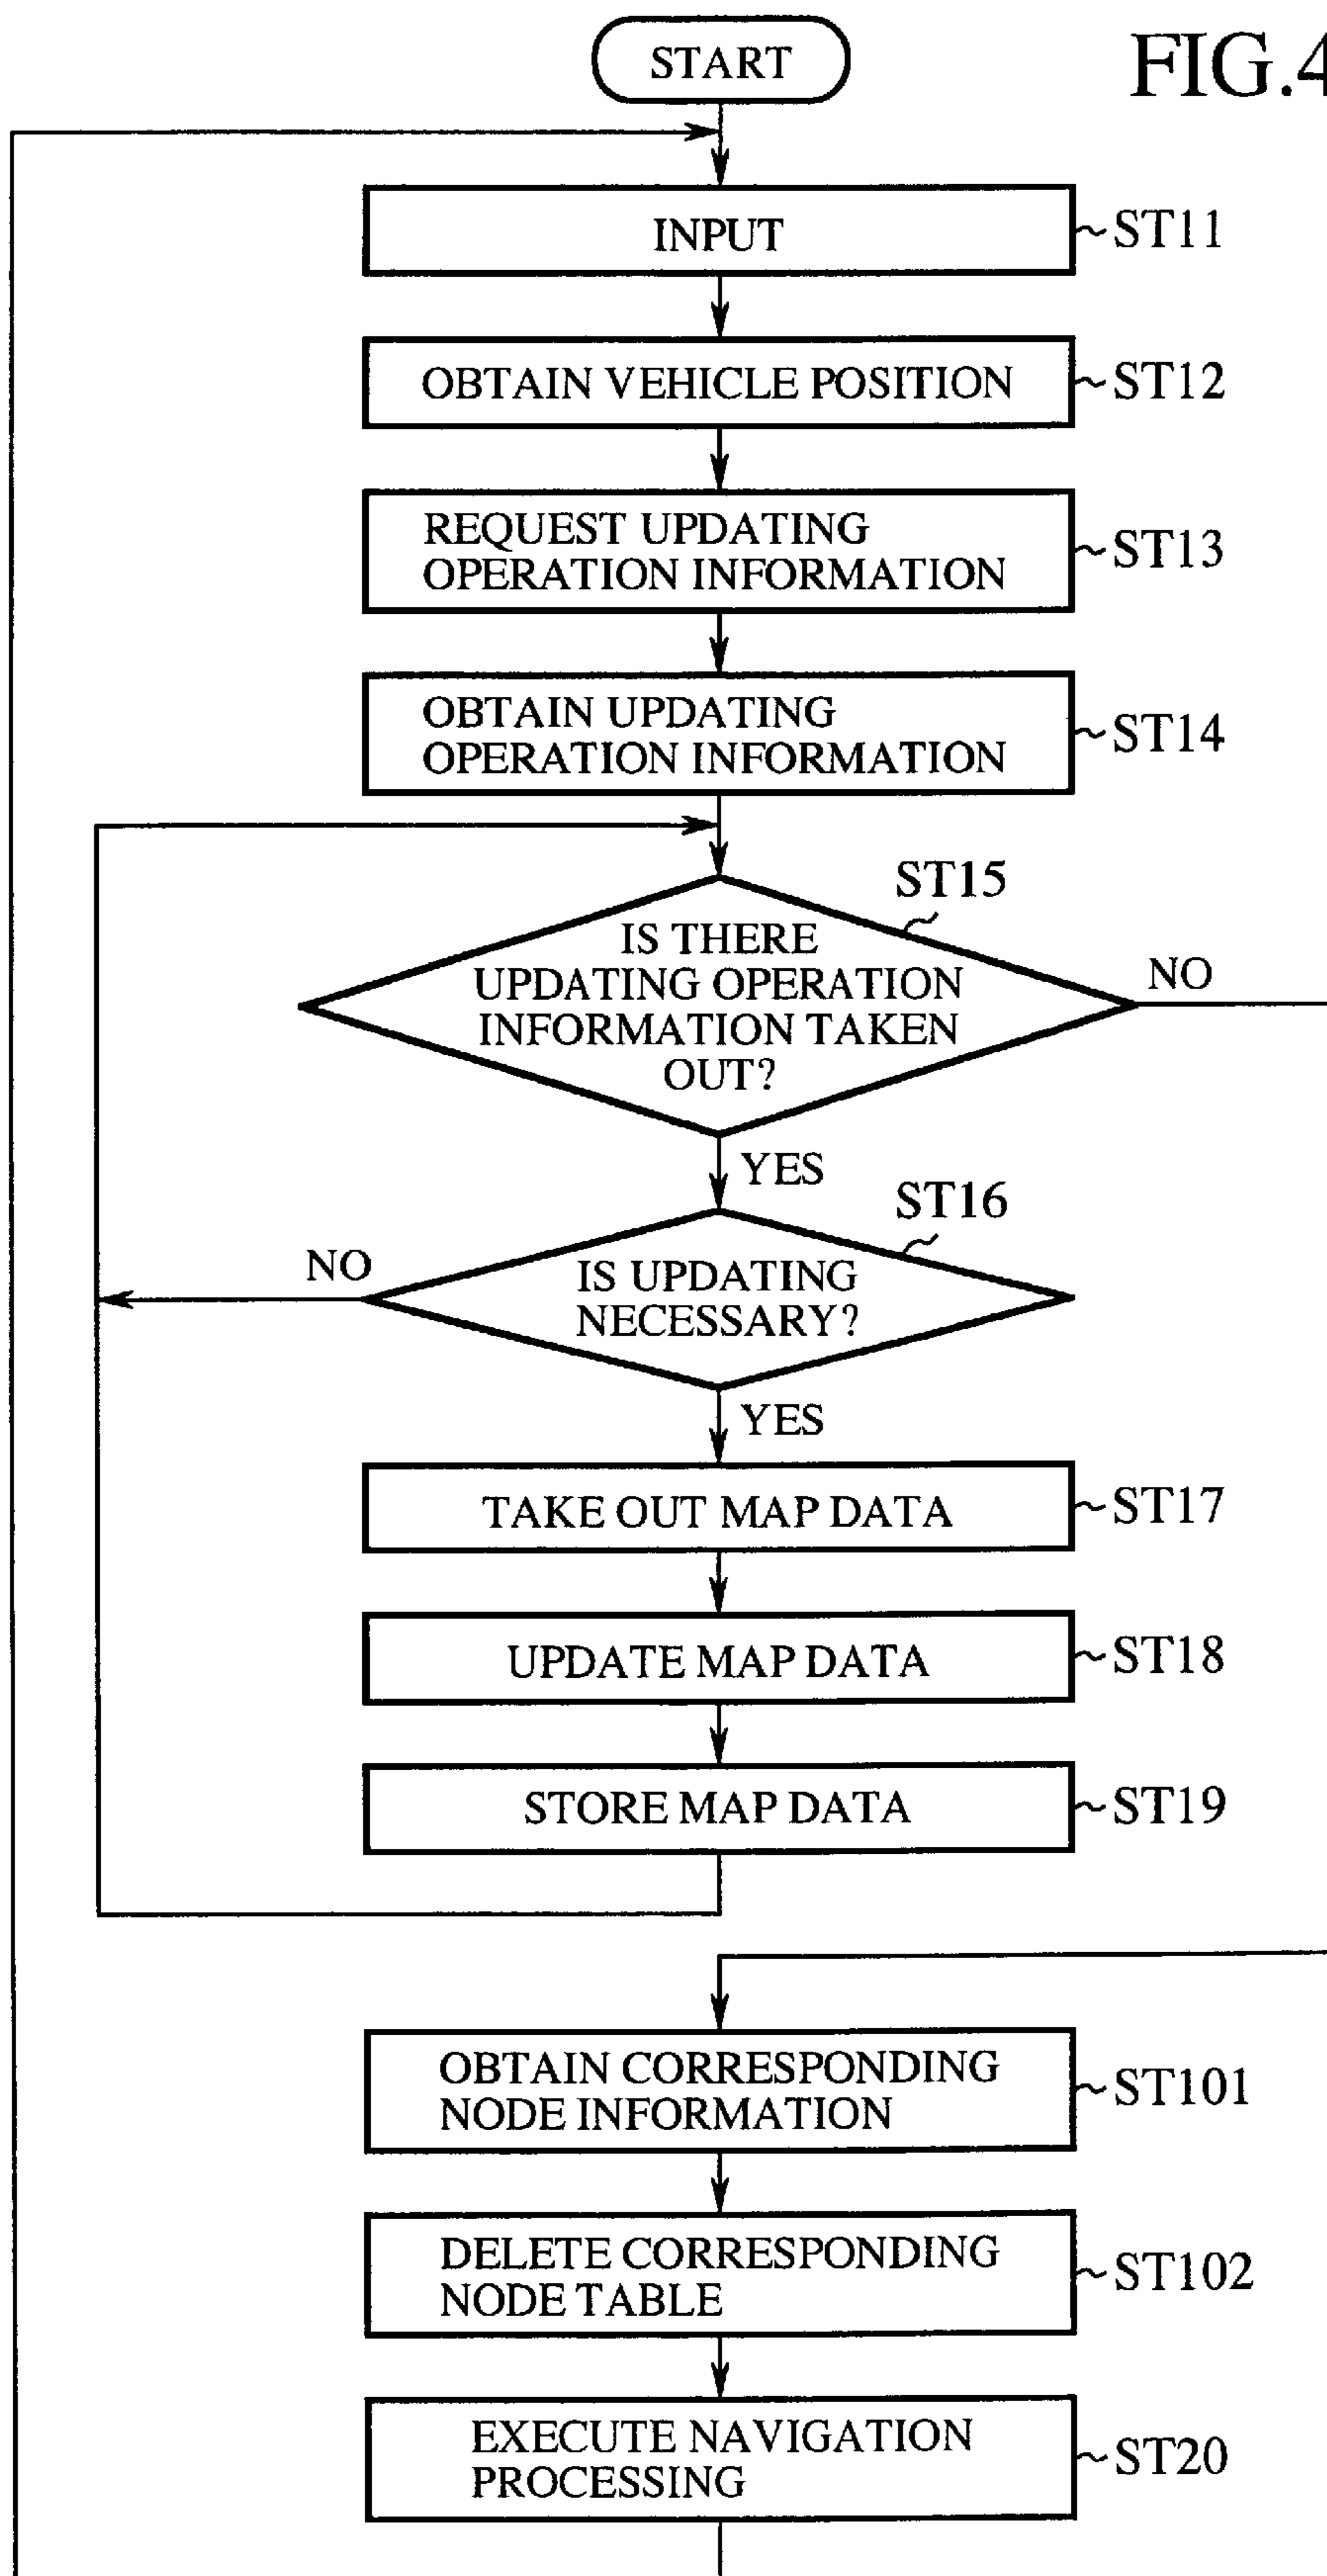 START
FIG.4
INPUT
ST11
OBTAIN VEHICLE POSITION
ST12
REQUEST UPDATING
OPERATION INFORMATION
ST13
OBTAIN UPDATING
OPERATION INFORMATION
ST14
ST15
IS THERE
UPDATING OPERATION
INFORMATION TAKEN
OUT?
NO
YES
ST16
NO
IS UPDATING
NECESSARY?
YES
TAKE OUT MAP DATA
ST17
UPDATE MAP DATA
ST18
STORE MAP DATA
ST19
OBTAIN CORRESPONDING
NODE INFORMATION
ST101
DELETE CORRESPONDING
NODE TABLE
ST102
EXECUTE NAVIGATION
PROCESSING
ST20